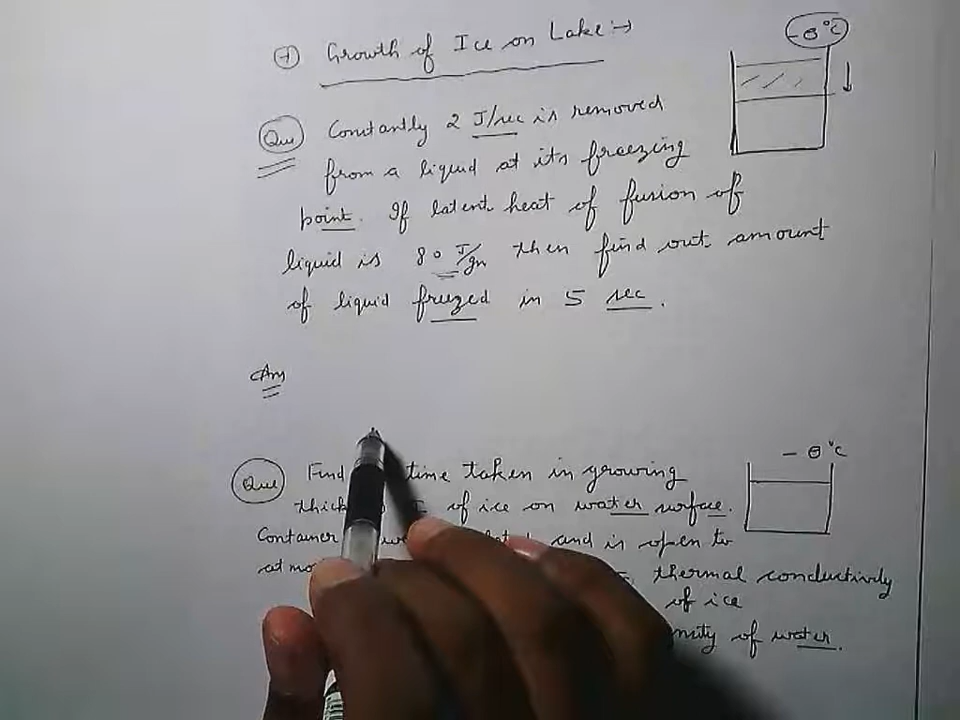 → Growth of Ice on Lake :→
-θ°C
Que Constantly 2 J/sec is removed
from a liquid at its freezing
point. If latent heat of fusion of
liquid is 80 J/gm then find out amount
of liquid freezed in 5 sec.
Ans
Que Find time taken in growing
thick of ice on water surface.
-θ°C
Container and is open to
thermal conductivity
of ice
of water.